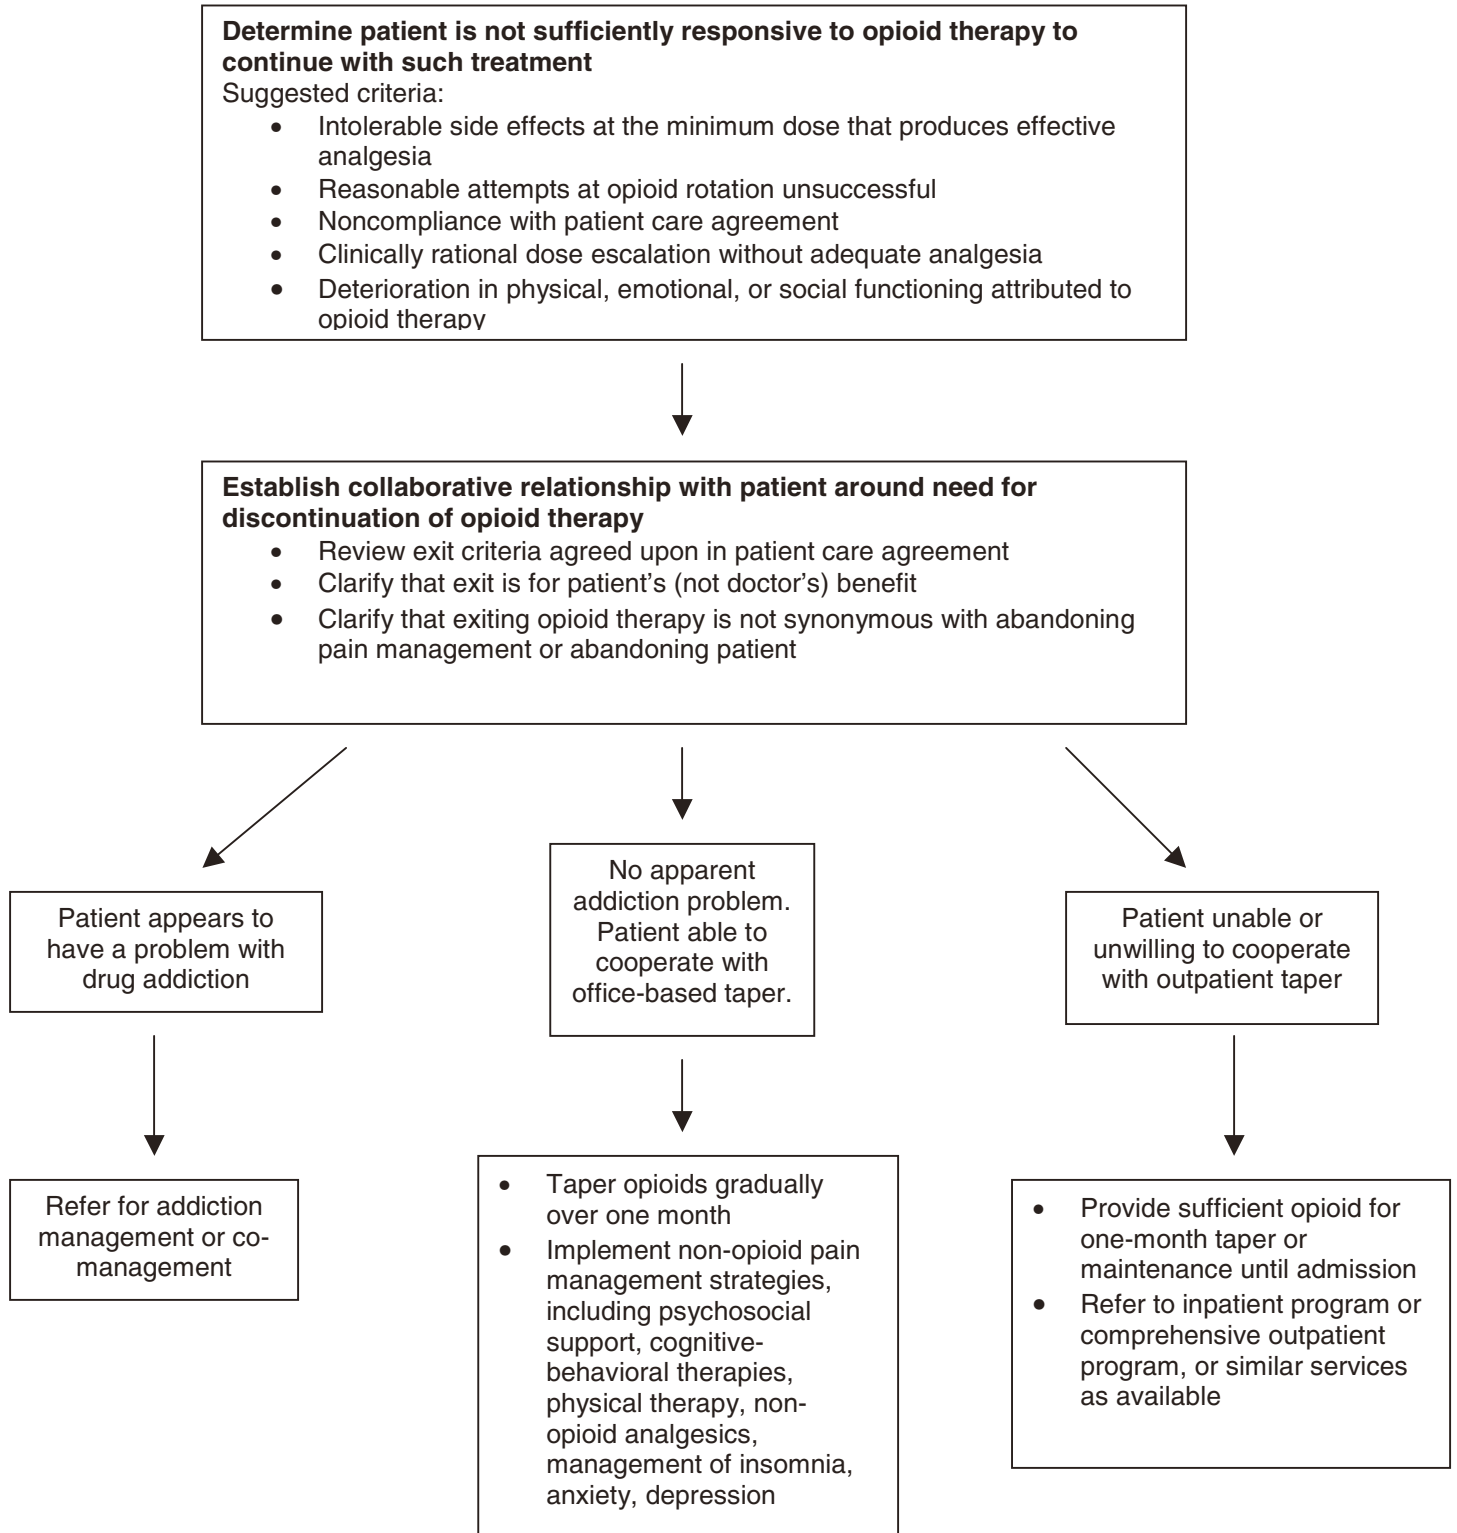 Determine patient is not sufficiently responsive to opioid therapy to
continue with such treatment
Suggested criteria:
• Intolerable side effects at the minimum dose that produces effective
analgesia
• Reasonable attempts at opioid rotation unsuccessful
• Noncompliance with patient care agreement
• Clinically rational dose escalation without adequate analgesia
• Deterioration in physical, emotional, or social functioning attributed to
opioid therapy
Establish collaborative relationship with patient around need for
discontinuation of opioid therapy
• Review exit criteria agreed upon in patient care agreement
• Clarify that exit is for patient’s (not doctor’s) benefit
• Clarify that exiting opioid therapy is not synonymous with abandoning
pain management or abandoning patient
Patient appears to
have a problem with
drug addiction
No apparent
addiction problem.
Patient able to
cooperate with
office-based taper.
Patient unable or
unwilling to cooperate
with outpatient taper
Refer for addiction
management or co-
management
• Taper opioids gradually
over one month
• Implement non-opioid pain
management strategies,
including psychosocial
support, cognitive-
behavioral therapies,
physical therapy, non-
opioid analgesics,
management of insomnia,
anxiety, depression
• Provide sufficient opioid for
one-month taper or
maintenance until admission
• Refer to inpatient program or
comprehensive outpatient
program, or similar services
as available